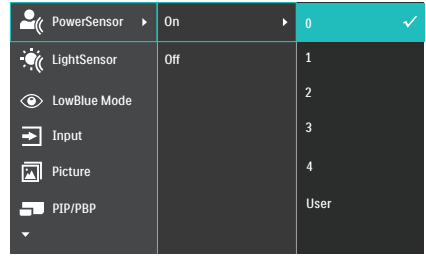 PowerSensor On 0
LightSensor Off 1
LowBlue Mode 2
Input 3
Picture 4
PIP/PBP User